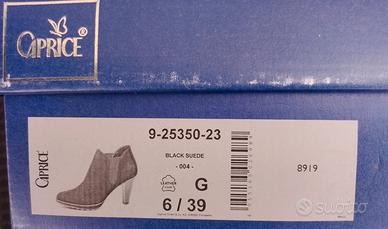 CAPRICE®
9-25350-23
BLACK SUEDE
- 004 -
CAPRICE
LEATHER
G
6 / 39
8919
subito